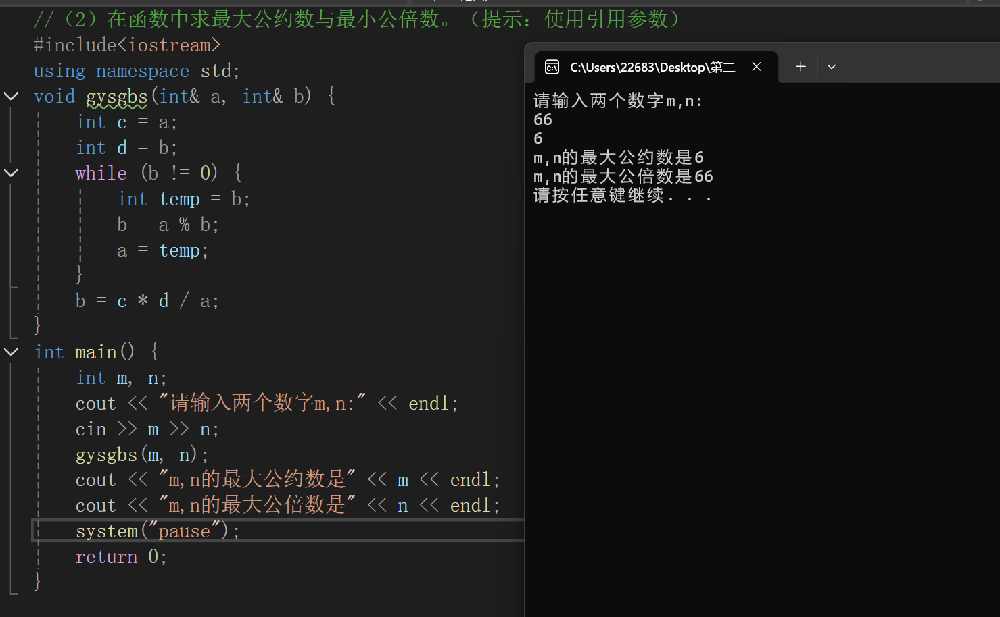 //（2）在函数中求最大公约数与最小公倍数。（提示：使用引用参数）
#include<iostream>
using namespace std;
void gysgbs(int& a, int& b) {
    int c = a;
    int d = b;
    while (b != 0) {
        int temp = b;
        b = a % b;
        a = temp;
    }
    b = c * d / a;
}
int main() {
    int m, n;
    cout << "请输入两个数字m,n:" << endl;
    cin >> m >> n;
    gysgbs(m, n);
    cout << "m,n的最大公约数是" << m << endl;
    cout << "m,n的最大公倍数是" << n << endl;
    system("pause");
    return 0;
}
C:\Users\22683\Desktop\第二
请输入两个数字m,n:
66
6
m,n的最大公约数是6
m,n的最大公倍数是66
请按任意键继续. . .